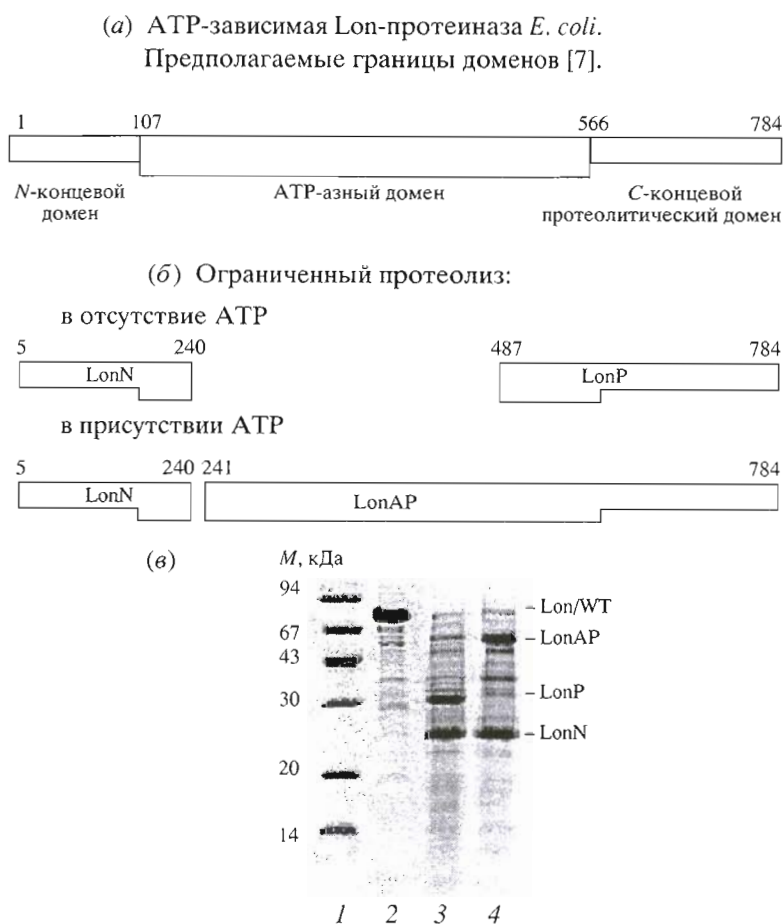 (а) АТР-зависимая Lon-протеиназа E. coli.
Предполагаемые границы доменов [7].
1 107 566 784
N-концевой домен
АТР-азный домен
C-концевой протеолитический домен
(б) Ограниченный протеолиз:
в отсутствие АТР
5 240 487 784
LonN LonP
в присутствии АТР
5 240 241 784
LonN LonAP
(в) M, кДа
94
67
43
30
20
14
Lon/WT
LonAP
LonP
LonN
1 2 3 4